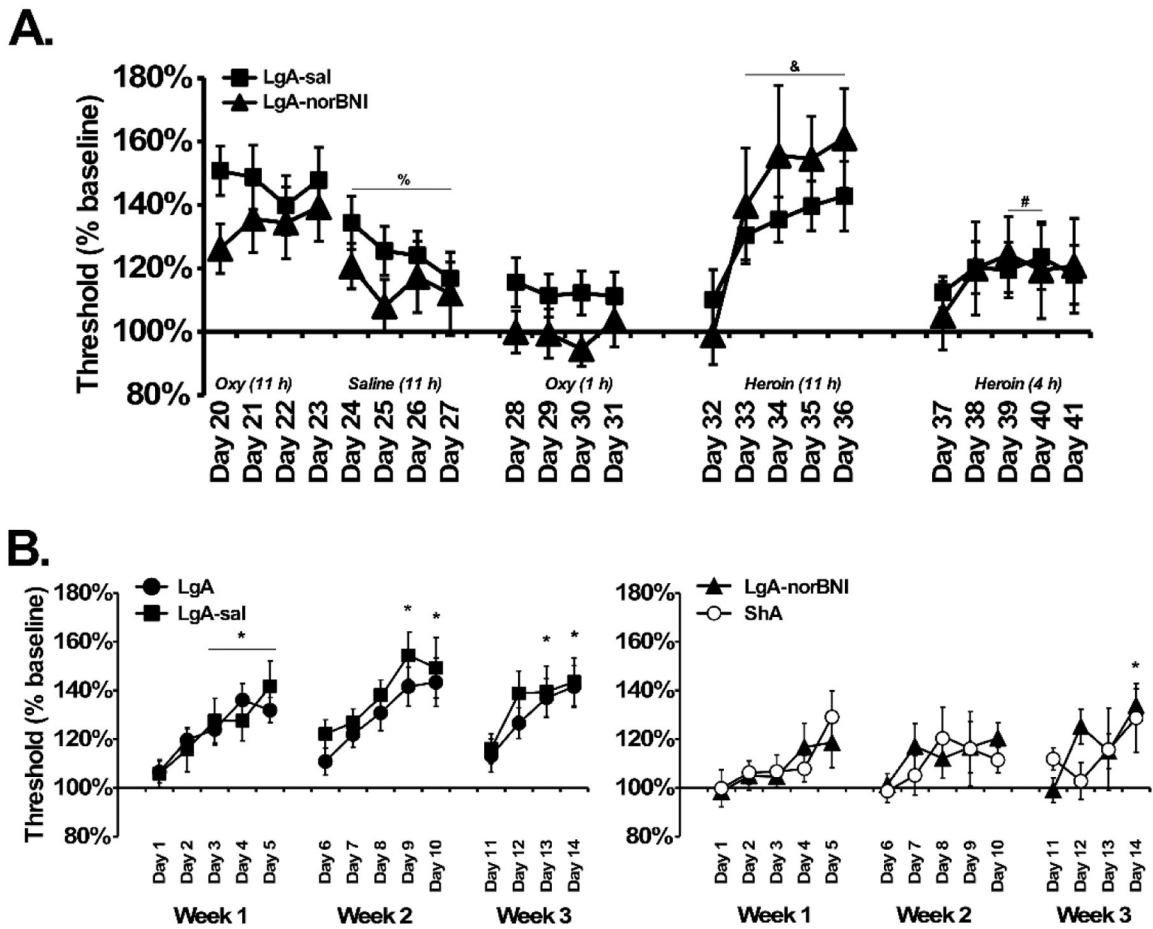 A.
Threshold (% baseline)
180%
160%
140%
120%
100%
80%
LgA-sal
LgA-norBNI
%
&
#
Oxy (11 h)
Saline (11 h)
Oxy (1 h)
Heroin (11 h)
Heroin (4 h)
Day 20
Day 21
Day 22
Day 23
Day 24
Day 25
Day 26
Day 27
Day 28
Day 29
Day 30
Day 31
Day 32
Day 33
Day 34
Day 35
Day 36
Day 37
Day 38
Day 39
Day 40
Day 41
B.
Threshold (% baseline)
180%
160%
140%
120%
100%
80%
LgA
LgA-sal
*
*
*
*
*
Day 1
Day 2
Day 3
Day 4
Day 5
Day 6
Day 7
Day 8
Day 9
Day 10
Day 11
Day 12
Day 13
Day 14
Week 1
Week 2
Week 3
180%
160%
140%
120%
100%
80%
LgA-norBNI
ShA
*
Day 1
Day 2
Day 3
Day 4
Day 5
Day 6
Day 7
Day 8
Day 9
Day 10
Day 11
Day 12
Day 13
Day 14
Week 1
Week 2
Week 3